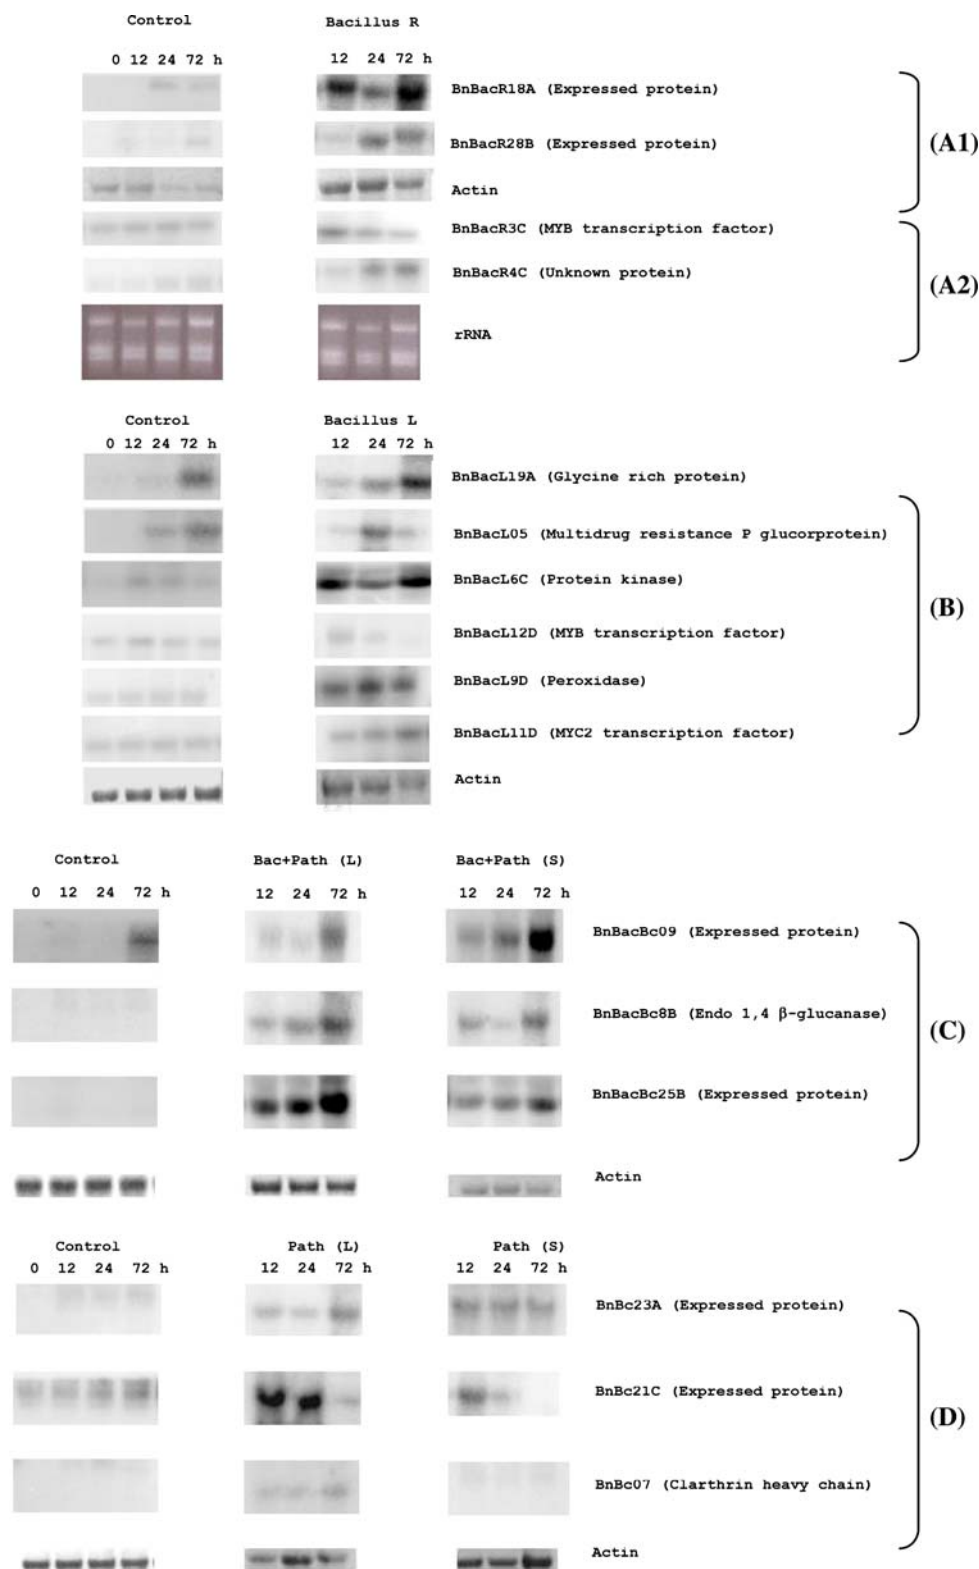 Control Bacillus R
0 12 24 72 h 12 24 72 h
BnBacR18A (Expressed protein)
(A1)
BnBacR28B (Expressed protein)
Actin
BnBacR3C (MYB transcription factor)
BnBacR4C (Unknown protein)
(A2)
rRNA
Control Bacillus L
0 12 24 72 h 12 24 72 h
BnBacL19A (Glycine rich protein)
BnBacL05 (Multidrug resistance P glucorprotein)
BnBacL6C (Protein kinase)
(B)
BnBacL12D (MYB transcription factor)
BnBacL9D (Peroxidase)
BnBacL11D (MYC2 transcription factor)
Actin
Control Bac+Path (L) Bac+Path (S)
0 12 24 72 h 12 24 72 h 12 24 72 h
BnBacBc09 (Expressed protein)
BnBacBc8B (Endo 1,4 β-glucanase)
(C)
BnBacBc25B (Expressed protein)
Actin
Control Path (L) Path (S)
0 12 24 72 h 12 24 72 h 12 24 72 h
BnBc23A (Expressed protein)
BnBc21C (Expressed protein)
(D)
BnBc07 (Clarthrin heavy chain)
Actin